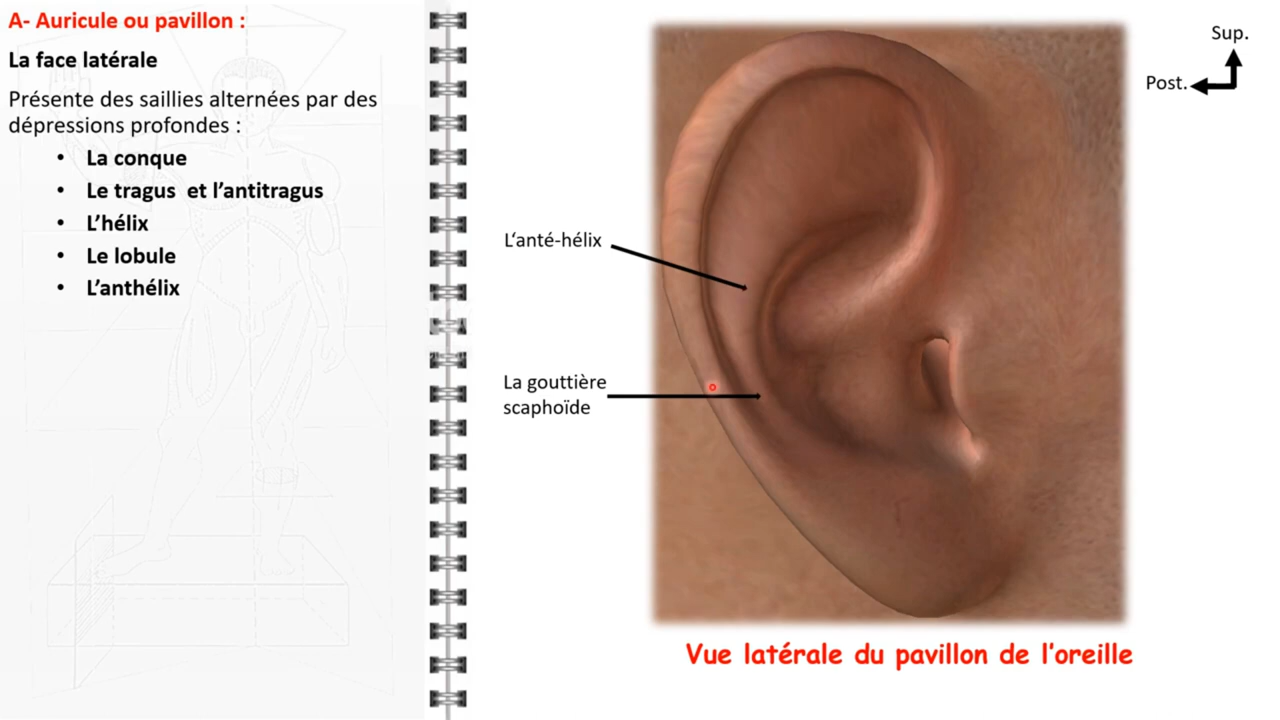 A- Auricule ou pavillon :
La face latérale
Présente des saillies alternées par des
dépressions profondes :
• La conque
• Le tragus et l’antitragus
• L’hélix
• Le lobule
• L’anthélix
L‘anté-hélix
La gouttière
scaphoïde
Sup.
Post.
Vue latérale du pavillon de l’oreille